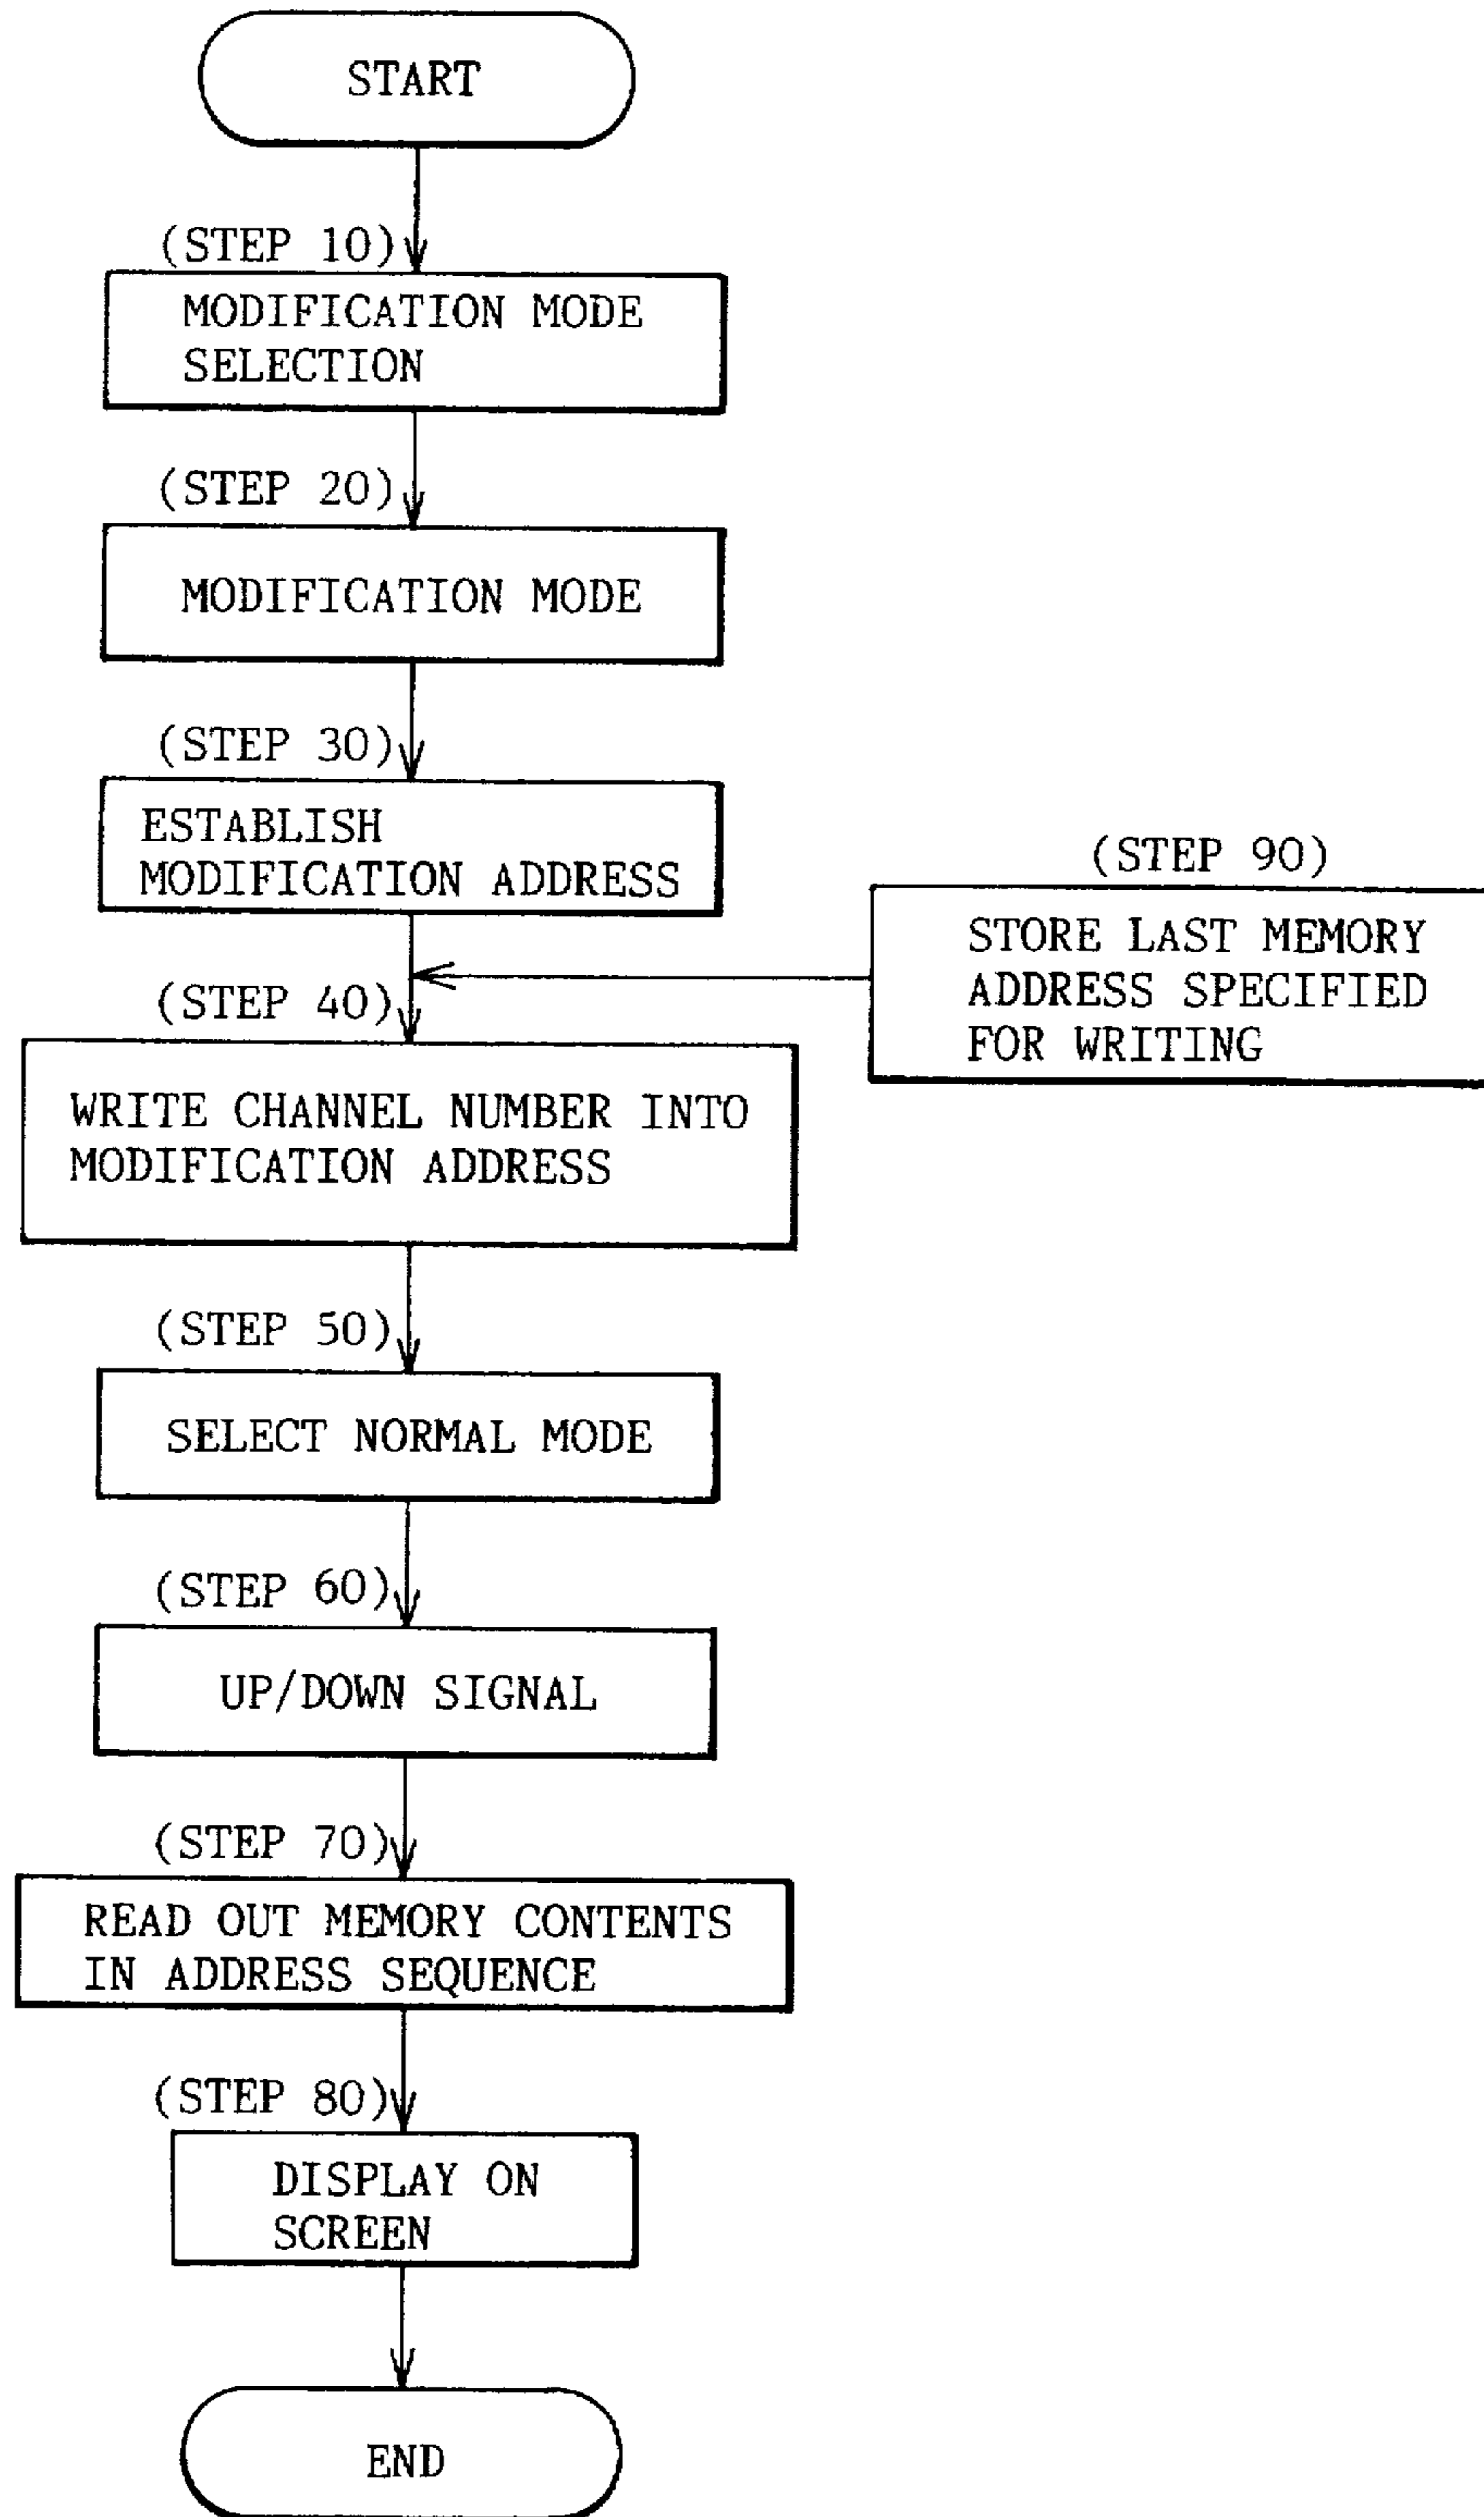 START
(STEP 10)
MODIFICATION MODE
SELECTION
(STEP 20)
MODIFICATION MODE
(STEP 30)
ESTABLISH
MODIFICATION ADDRESS
(STEP 90)
STORE LAST MEMORY
ADDRESS SPECIFIED
FOR WRITING
(STEP 40)
WRITE CHANNEL NUMBER INTO
MODIFICATION ADDRESS
(STEP 50)
SELECT NORMAL MODE
(STEP 60)
UP/DOWN SIGNAL
(STEP 70)
READ OUT MEMORY CONTENTS
IN ADDRESS SEQUENCE
(STEP 80)
DISPLAY ON
SCREEN
END